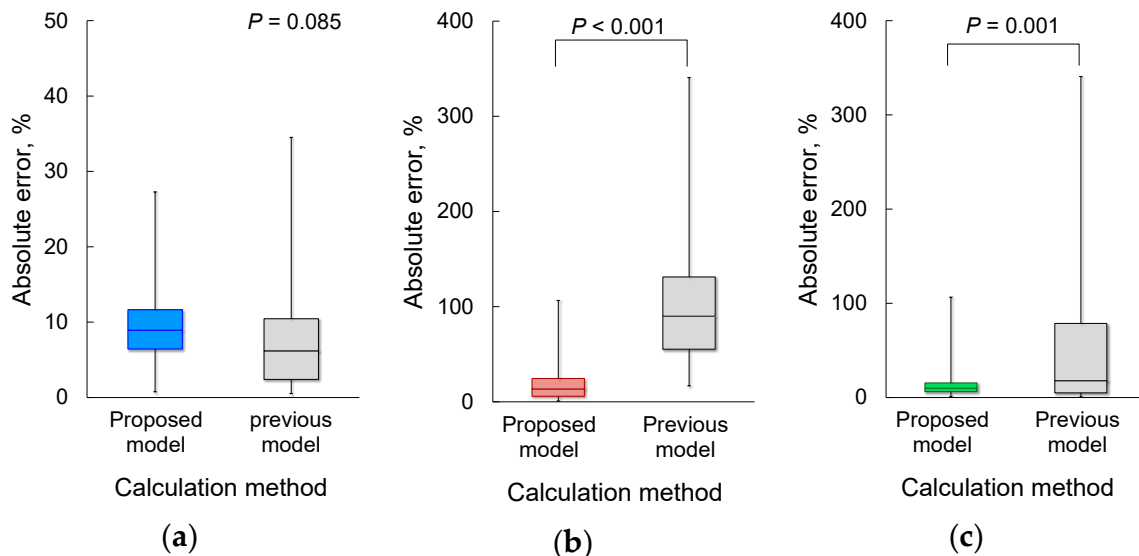 P = 0.085
50
40
30
20
10
0
Absolute error, %
Proposed model
previous model
Calculation method
(a)
P < 0.001
400
300
200
100
0
Absolute error, %
Proposed model
Previous model
Calculation method
(b)
P = 0.001
400
300
200
100
0
Absolute error, %
Proposed model
Previous model
Calculation method
(c)